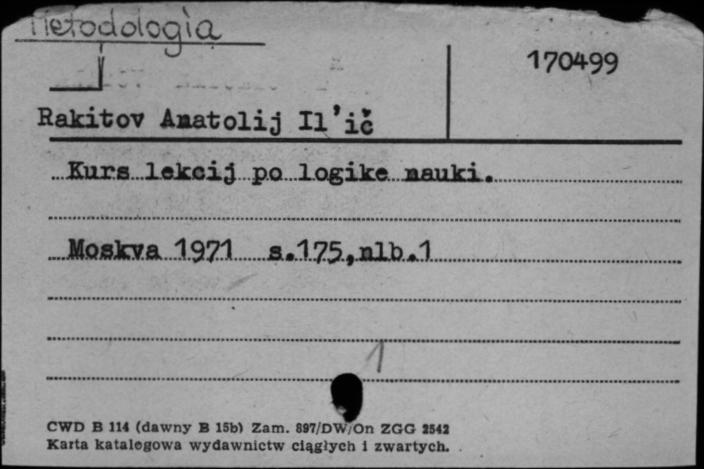 Metodologia
170499
Rakitov Anatolij Il'ič
Kurs lekcij po logike nauki.
Moskva 1971 s.175,nlb.1
1
CWD B 114 (dawny B 15b) Zam. 897/DW/On ZGG 2542
Karta katalogowa wydawnictw ciągłych i zwartych.